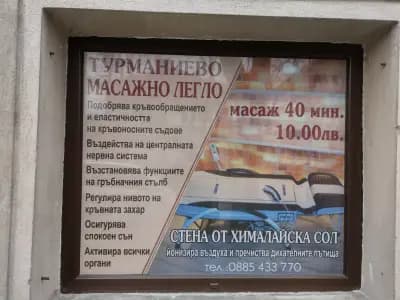 ТУРМАНИЕВО
МАСАЖНО ЛЕГЛО
Подобрява кръвообращението
и еластичността
на кръвоносните съдове
Въздейства на централната
нервна система
Възстановява функциите
на гръбначния стълб
Регулира нивото на
кръвната захар
Осигурява
спокоен сън
Активира всички
органи
масаж 40 мин.
10.00лв.
СТЕНА ОТ ХИМАЛАЙСКА СОЛ
йонизира въздуха и пречиства дихателните пътища
тел.:0885 433 770